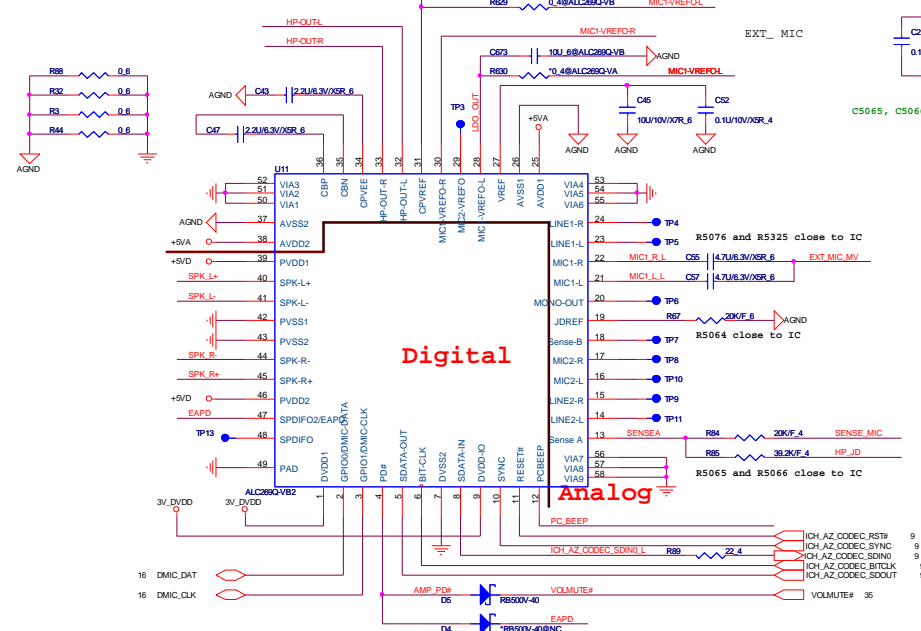 R629 0_4@ALC269Q-VB MIC1-VREFO-L
HP-OUT-L
HP-OUT-R
MIC1-VREFO-R
EXT_ MIC
C673 10U_6@ALC269Q-VB AGND
R630 *0_4@ALC269Q-VA MIC1-VREFO-L
R88 0_6
R32 0_6
R3 0_6
R44 0_6
AGND
AGND C43 2.2U/6.3V/X5R_6
C47 2.2U/6.3V/X5R_6
TP3
LDO_OUT
+5VA
C45
10U/10V/X7R_6
C52
0.1U/10V/X5R_4
AGND AGND AGND
U11
36 35 34 33 32 31 30 29 28 27 26 25
CBP CBN CPVEE HP-OUT-R HP-OUT-L CPVREF MIC1-VREFO-R MIC2-VREFO MIC1-VREFO-L VREF AVSS1 AVDD1
52 VIA3 VIA4 53
51 VIA2 VIA5 54
50 VIA1 VIA6 55
AGND 37 AVSS2 LINE1-R 24 TP4
+5VA 38 AVDD2 LINE1-L 23 TP5
R5076 and R5325 close to IC
+5VD 39 PVDD1 MIC1-R 22 MIC1_R_L C55 4.7U/6.3V/X5R_6 EXT_MIC_MV
SPK_L+ 40 SPK-L+ MIC1-L 21 MIC1_L_L C57 4.7U/6.3V/X5R_6
SPK_L- 41 SPK-L- MONO-OUT 20 TP6
42 PVSS1 JDREF 19 R67 20K/F_6 AGND
R5064 close to IC
43 PVSS2 Sense-B 18 TP7
SPK_R- 44 SPK-R- MIC2-R 17 TP8
SPK_R+ 45 SPK-R+ MIC2-L 16 TP10
+5VD 46 PVDD2 LINE2-R 15 TP9
EAPD 47 SPDIFO2/EAPD LINE2-L 14 TP11
TP13 48 SPDIFO Sense A 13 SENSEA R84 20K/F_4 SENSE_MIC
R85 39.2K/F_4 HP_JD
49 PAD VIA7 56
VIA8 57
VIA9 58
R5065 and R5066 close to IC
Digital
Analog
DVDD1 GPIO0/DMIC-DATA GPIO1/DMIC-CLK PD# SDATA-OUT BIT-CLK DVSS2 SDATA-IN DVDD-IO SYNC RESET# PCBEEP
1 2 3 4 5 6 7 8 9 10 11 12
ALC269Q-VB2
3V_DVDD 3V_DVDD
PC_BEEP
ICH_AZ_CODEC_RST# 9
ICH_AZ_CODEC_SYNC 9
ICH_AZ_CODEC_SDIN0_L R89 22_4 ICH_AZ_CODEC_SDIN0 9
ICH_AZ_CODEC_BITCLK
ICH_AZ_CODEC_SDOUT
16 DMIC_DAT
16 DMIC_CLK
AMP_PD# D5 RB500V-40 VOLMUTE# VOLMUTE# 35
D4 *RB500V-40@NC EAPD